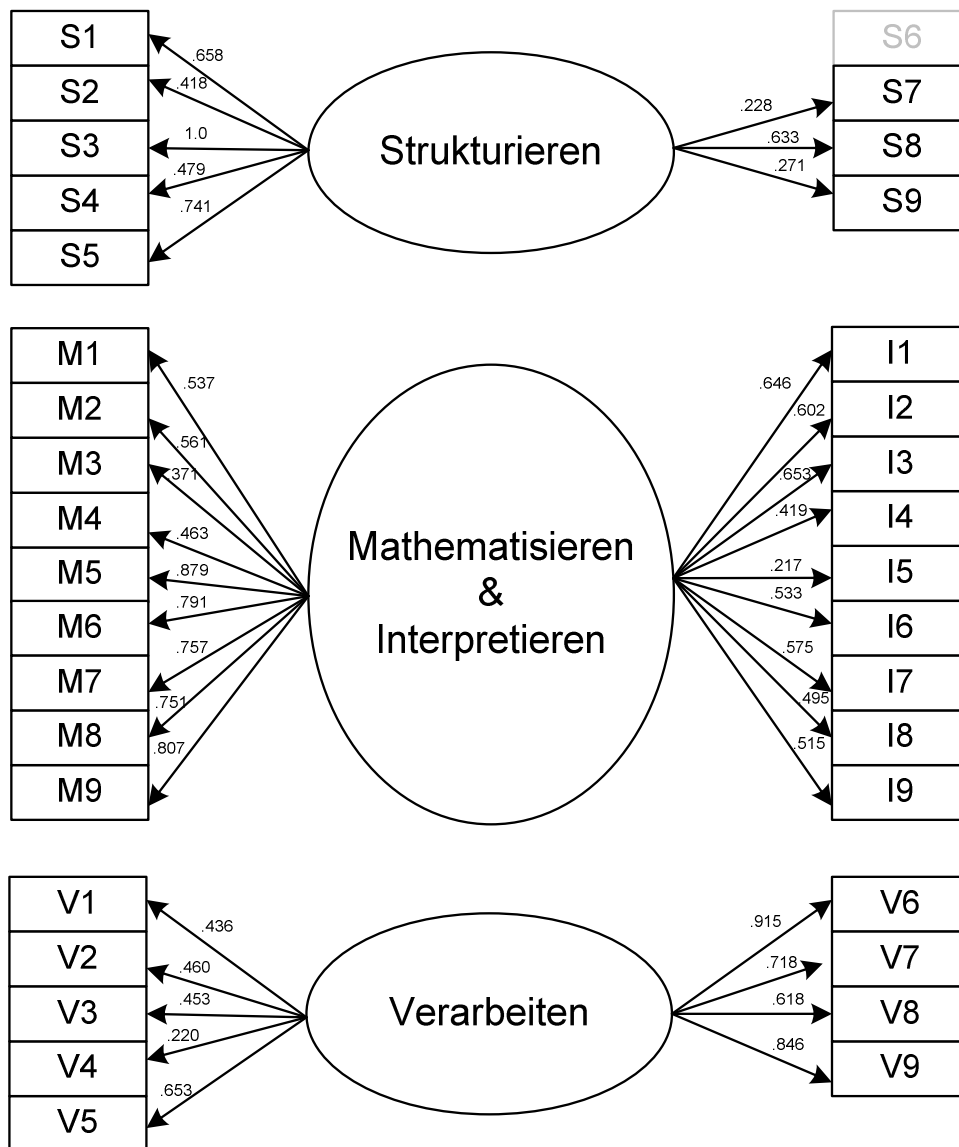 S1
S2
S3
S4
S5
.658
.418
1.0
.479
.741
Strukturieren
.228
.633
.271
S6
S7
S8
S9
M1
M2
M3
M4
M5
M6
M7
M8
M9
.537
.561
.371
.463
.879
.791
.757
.751
.807
Mathematisieren
&
Interpretieren
.646
.602
.653
.419
.217
.533
.575
.495
.515
I1
I2
I3
I4
I5
I6
I7
I8
I9
V1
V2
V3
V4
V5
.436
.460
.453
.220
.653
Verarbeiten
.915
.718
.618
.846
V6
V7
V8
V9